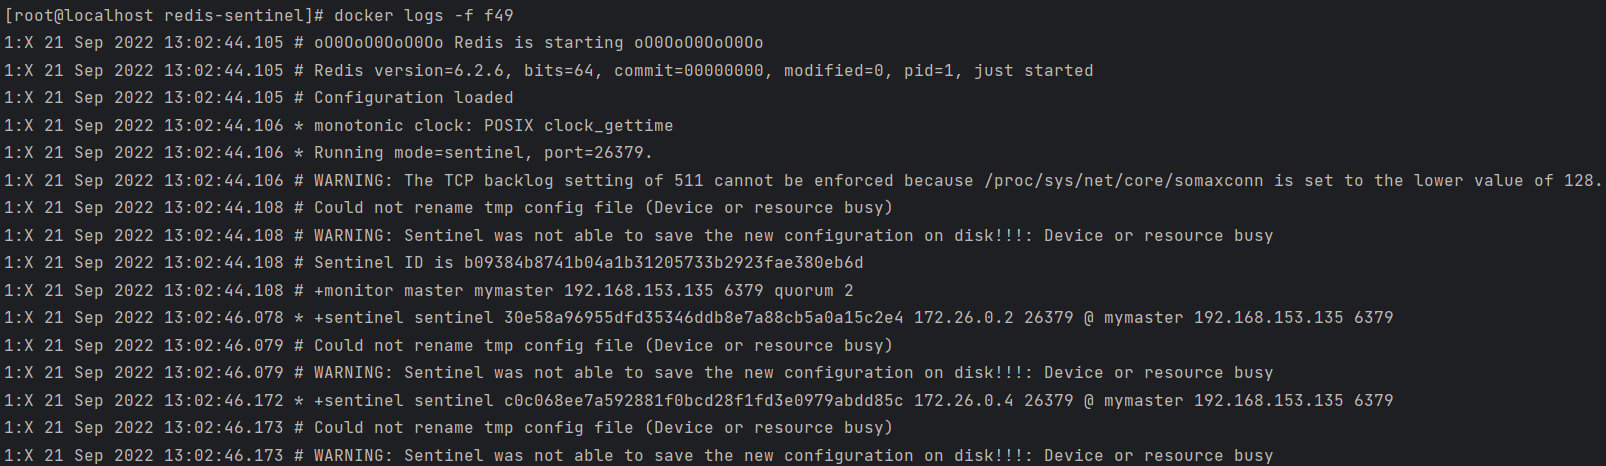 [root@localhost redis-sentinel]# docker logs -f f49
1:X 21 Sep 2022 13:02:44.105 # oO0OoO0OoO0Oo Redis is starting oO0OoO0OoO0Oo
1:X 21 Sep 2022 13:02:44.105 # Redis version=6.2.6, bits=64, commit=00000000, modified=0, pid=1, just started
1:X 21 Sep 2022 13:02:44.105 # Configuration loaded
1:X 21 Sep 2022 13:02:44.106 * monotonic clock: POSIX clock_gettime
1:X 21 Sep 2022 13:02:44.106 * Running mode=sentinel, port=26379.
1:X 21 Sep 2022 13:02:44.106 # WARNING: The TCP backlog setting of 511 cannot be enforced because /proc/sys/net/core/somaxconn is set to the lower value of 128.
1:X 21 Sep 2022 13:02:44.108 # Could not rename tmp config file (Device or resource busy)
1:X 21 Sep 2022 13:02:44.108 # WARNING: Sentinel was not able to save the new configuration on disk!!!: Device or resource busy
1:X 21 Sep 2022 13:02:44.108 # Sentinel ID is b09384b8741b04a1b31205733b2923fae380eb6d
1:X 21 Sep 2022 13:02:44.108 # +monitor master mymaster 192.168.153.135 6379 quorum 2
1:X 21 Sep 2022 13:02:46.078 * +sentinel sentinel 30e58a96955dfd35346ddb8e7a88cb5a0a15c2e4 172.26.0.2 26379 @ mymaster 192.168.153.135 6379
1:X 21 Sep 2022 13:02:46.079 # Could not rename tmp config file (Device or resource busy)
1:X 21 Sep 2022 13:02:46.079 # WARNING: Sentinel was not able to save the new configuration on disk!!!: Device or resource busy
1:X 21 Sep 2022 13:02:46.172 * +sentinel sentinel c0c068ee7a592881f0bcd28f1fd3e0979abdd85c 172.26.0.4 26379 @ mymaster 192.168.153.135 6379
1:X 21 Sep 2022 13:02:46.173 # Could not rename tmp config file (Device or resource busy)
1:X 21 Sep 2022 13:02:46.173 # WARNING: Sentinel was not able to save the new configuration on disk!!!: Device or resource busy